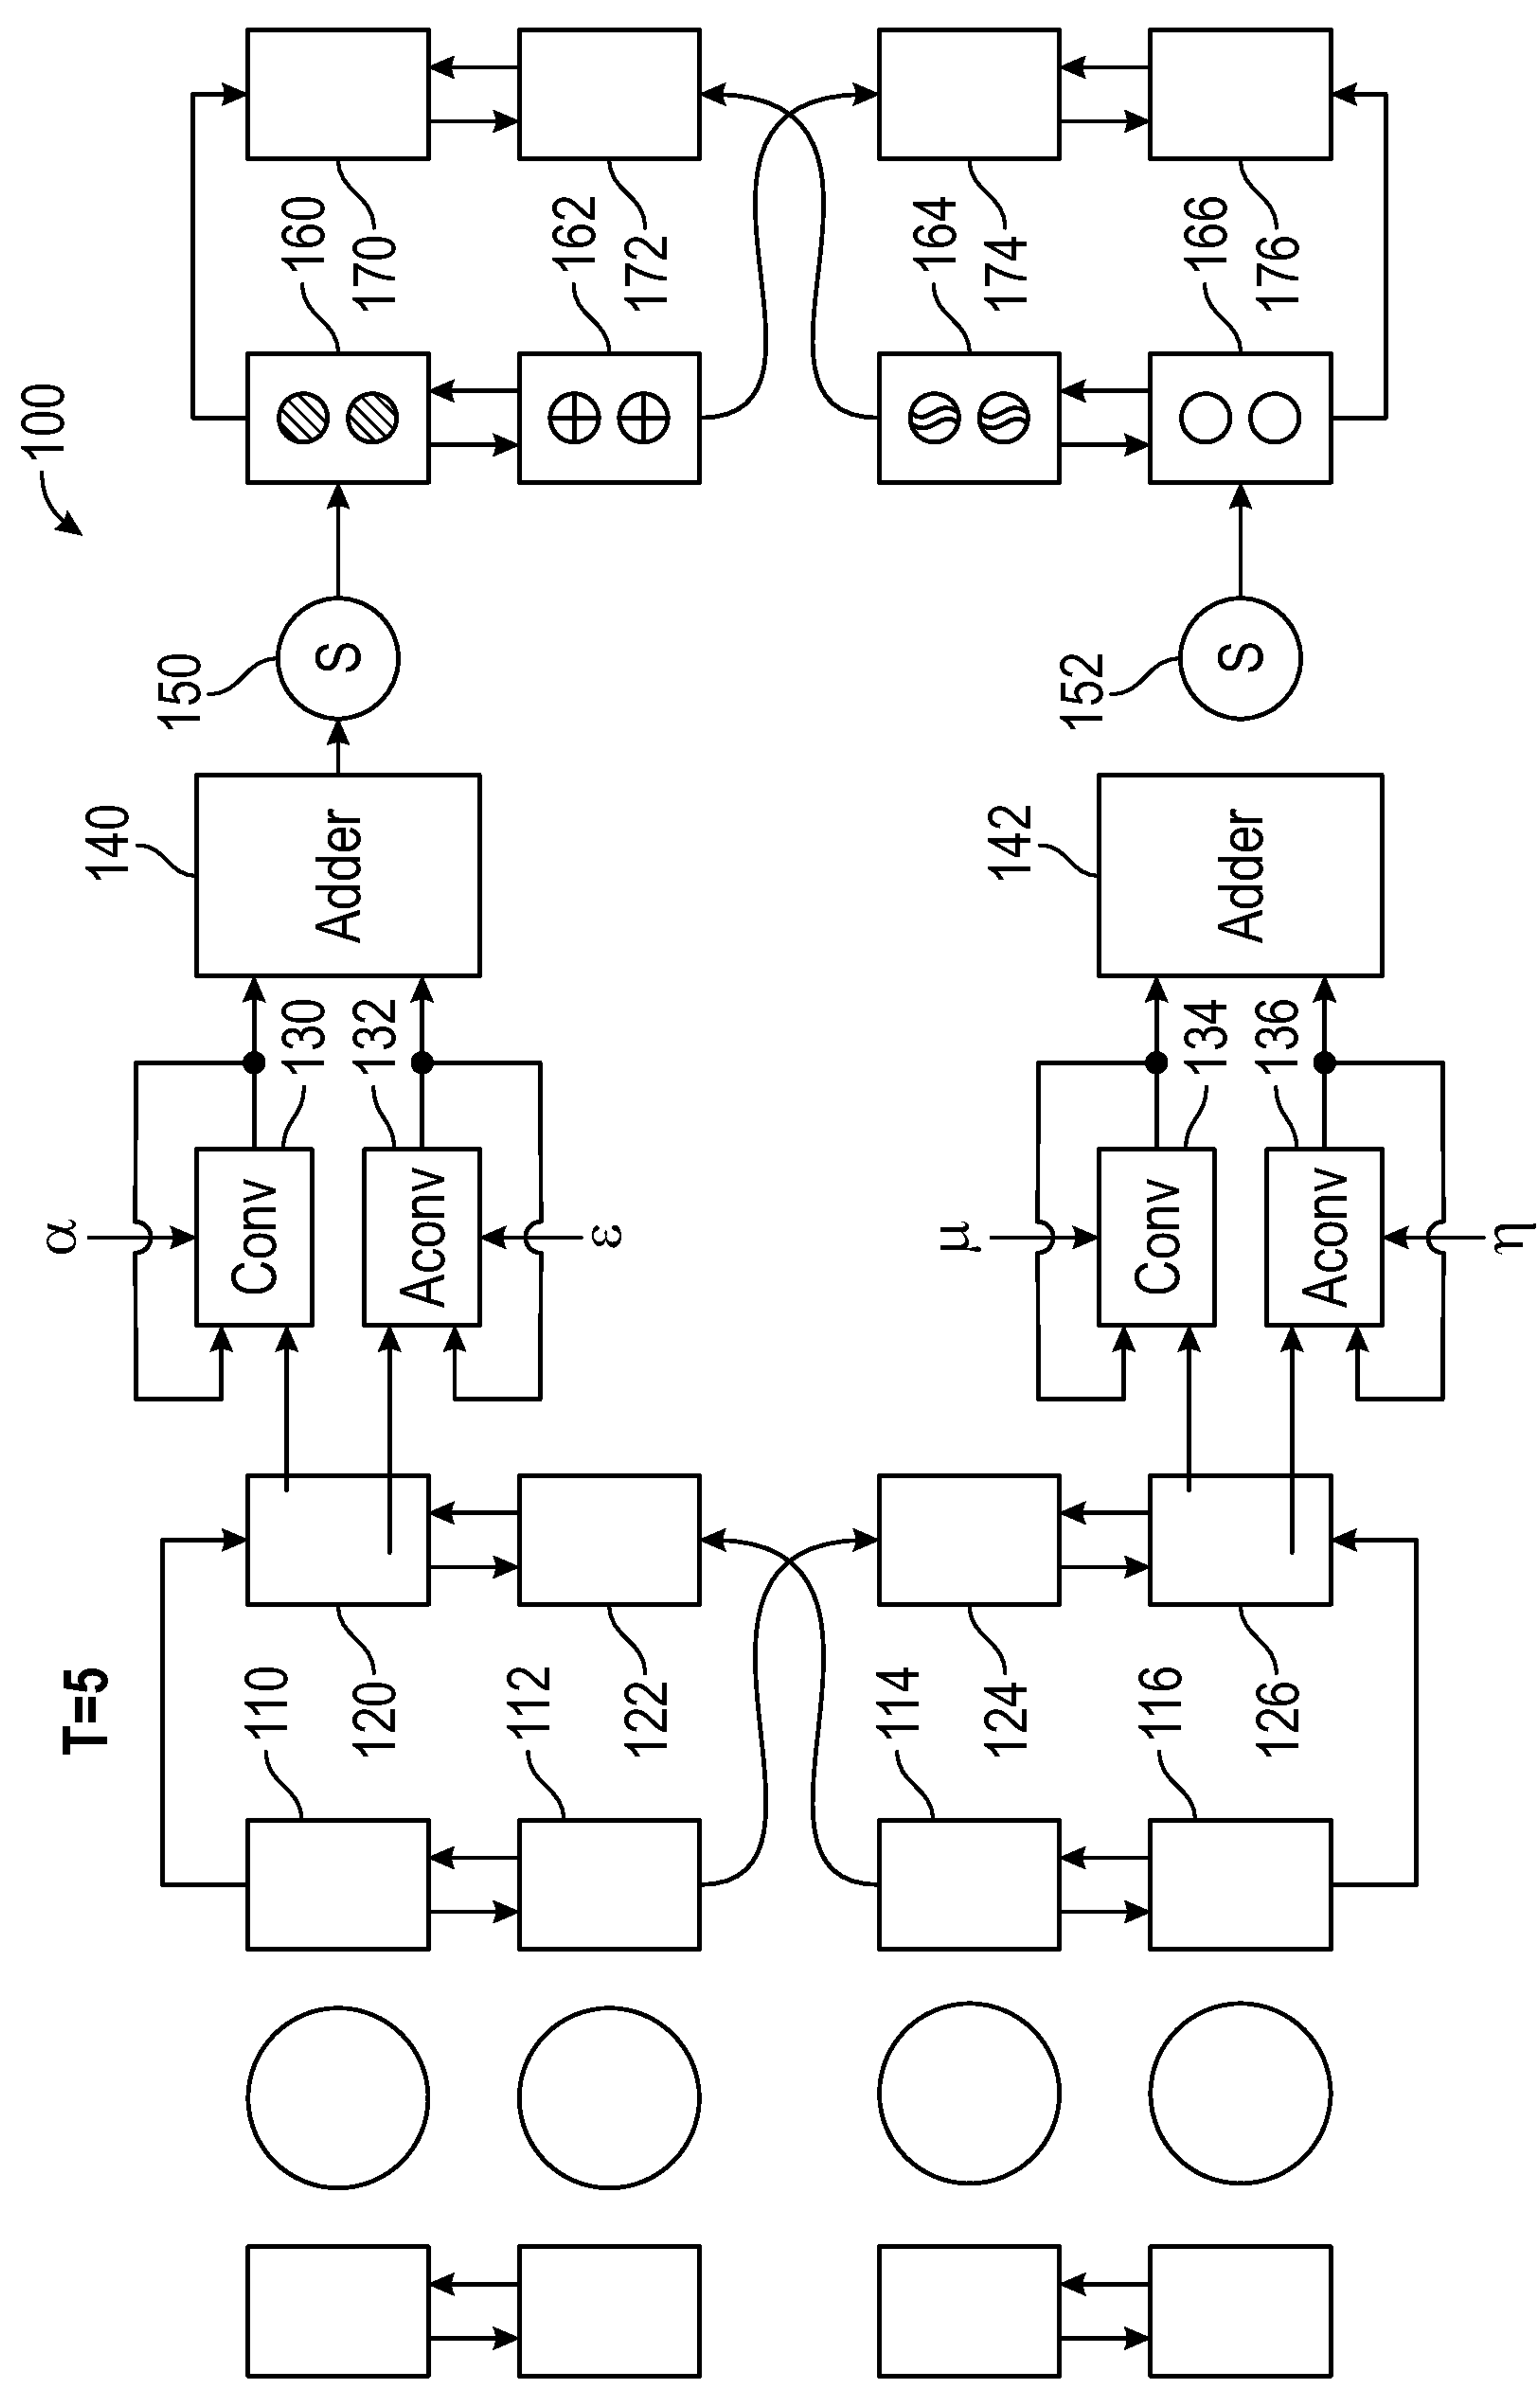 100
α
T=5
140
150
110
Conv
130
160
Adder
S
120
132
170
Aconv
112
162
ε
122
172
114
164
μ
124
142
174
152
116
Conv
134
166
Adder
S
126
136
176
Aconv
η